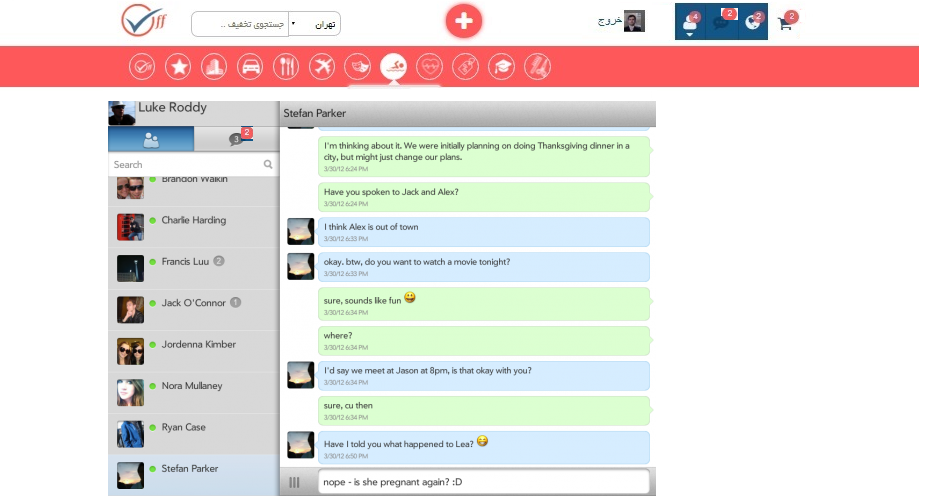 Off
جستجوی تخفیف ..
تهران
خروج
4
2
2
2
Luke Roddy
3
2
Search
Brandon Walkin
Charlie Harding
Francis Luu 2
Jack O'Connor 1
Jordenna Kimber
Nora Mullaney
Ryan Case
Stefan Parker
Stefan Parker
I'm thinking about it. We were initially planning on doing Thanksgiving dinner in a
city, but might just change our plans.
3/30/12 6:24 PM
Have you spoken to Jack and Alex?
3/30/12 6:24 PM
I think Alex is out of town
3/30/12 6:33 PM
okay. btw, do you want to watch a movie tonight?
3/30/12 6:33 PM
sure, sounds like fun 😀
3/30/12 6:34 PM
where?
3/30/12 6:34 PM
I'd say we meet at Jason at 8pm, is that okay with you?
3/30/12 6:34 PM
sure, cu then
3/30/12 6:34 PM
Have I told you what happened to Lea? 😂
3/30/12 6:50 PM
nope - is she pregnant again? :D